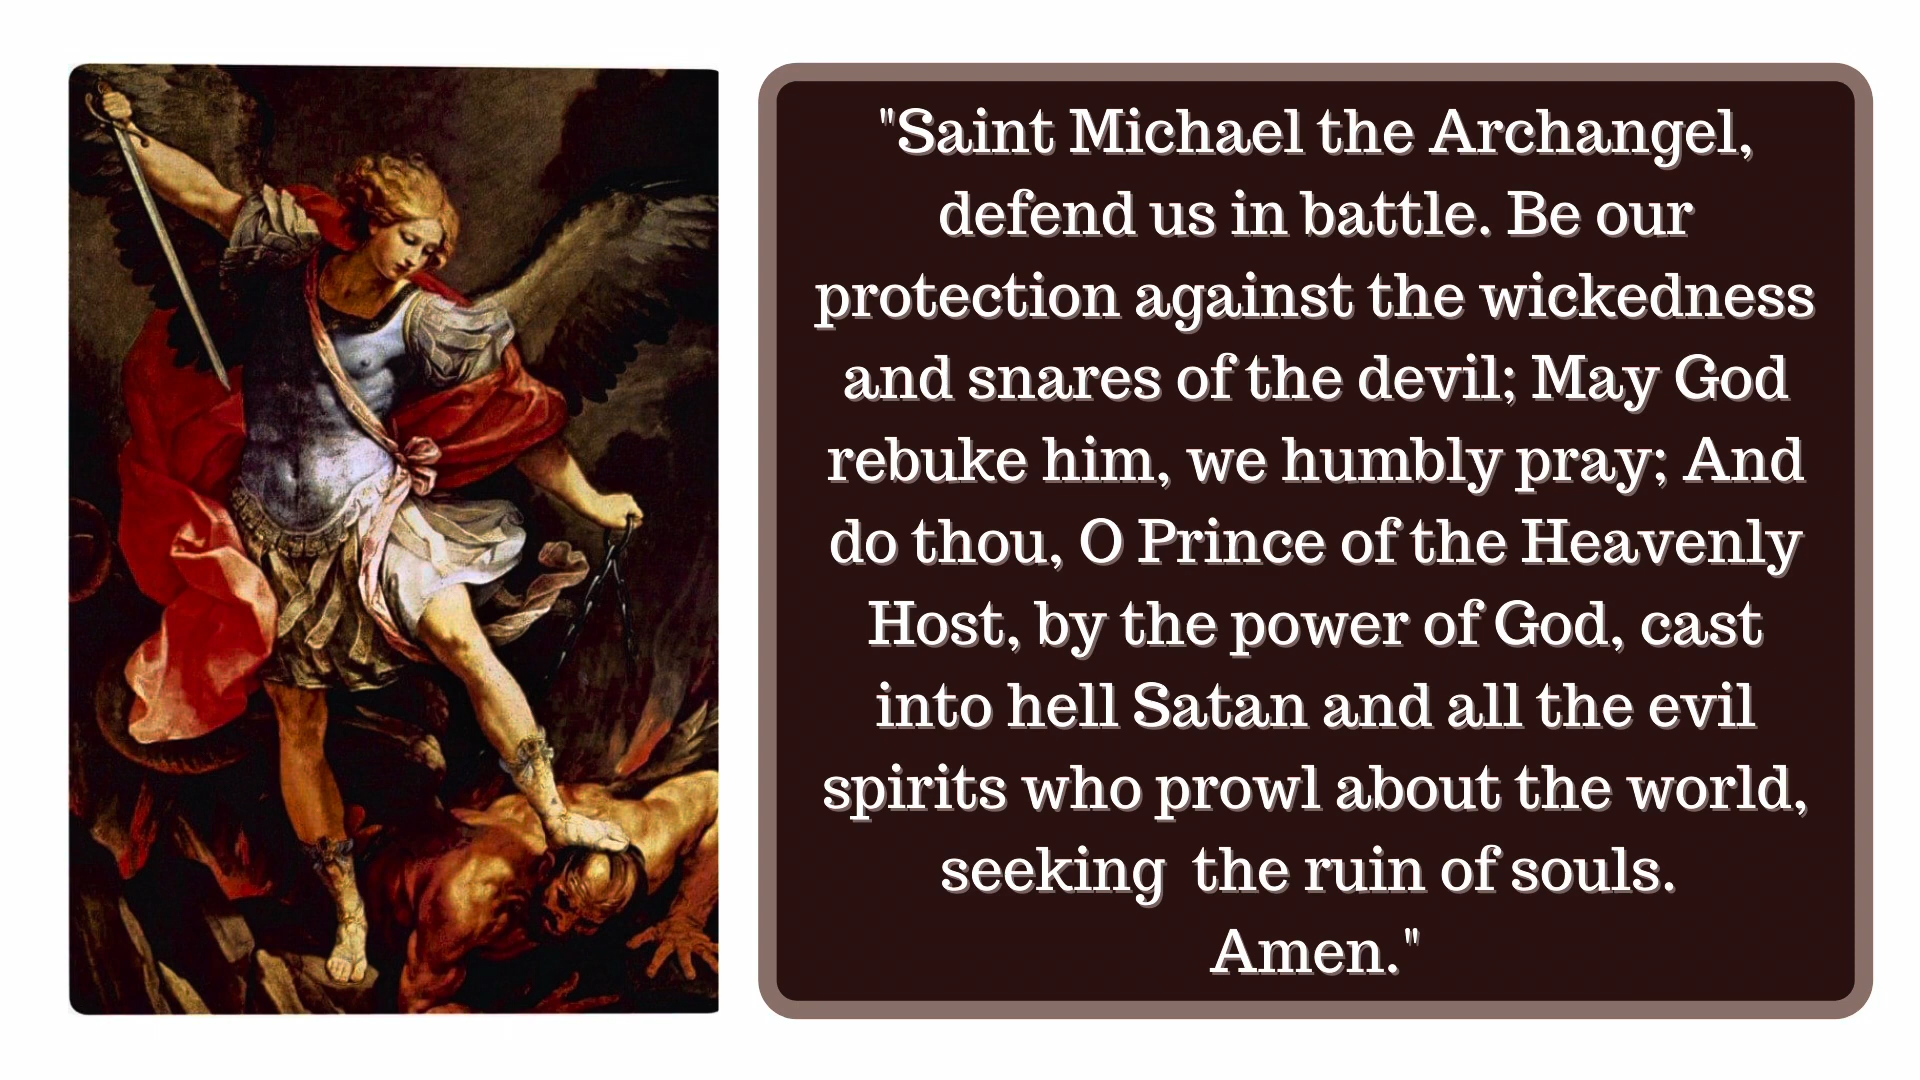 "Saint Michael the Archangel,
defend us in battle. Be our
protection against the wickedness
and snares of the devil; May God
rebuke him, we humbly pray; And
do thou, O Prince of the Heavenly
Host, by the power of God, cast
into hell Satan and all the evil
spirits who prowl about the world,
seeking  the ruin of souls.
Amen."